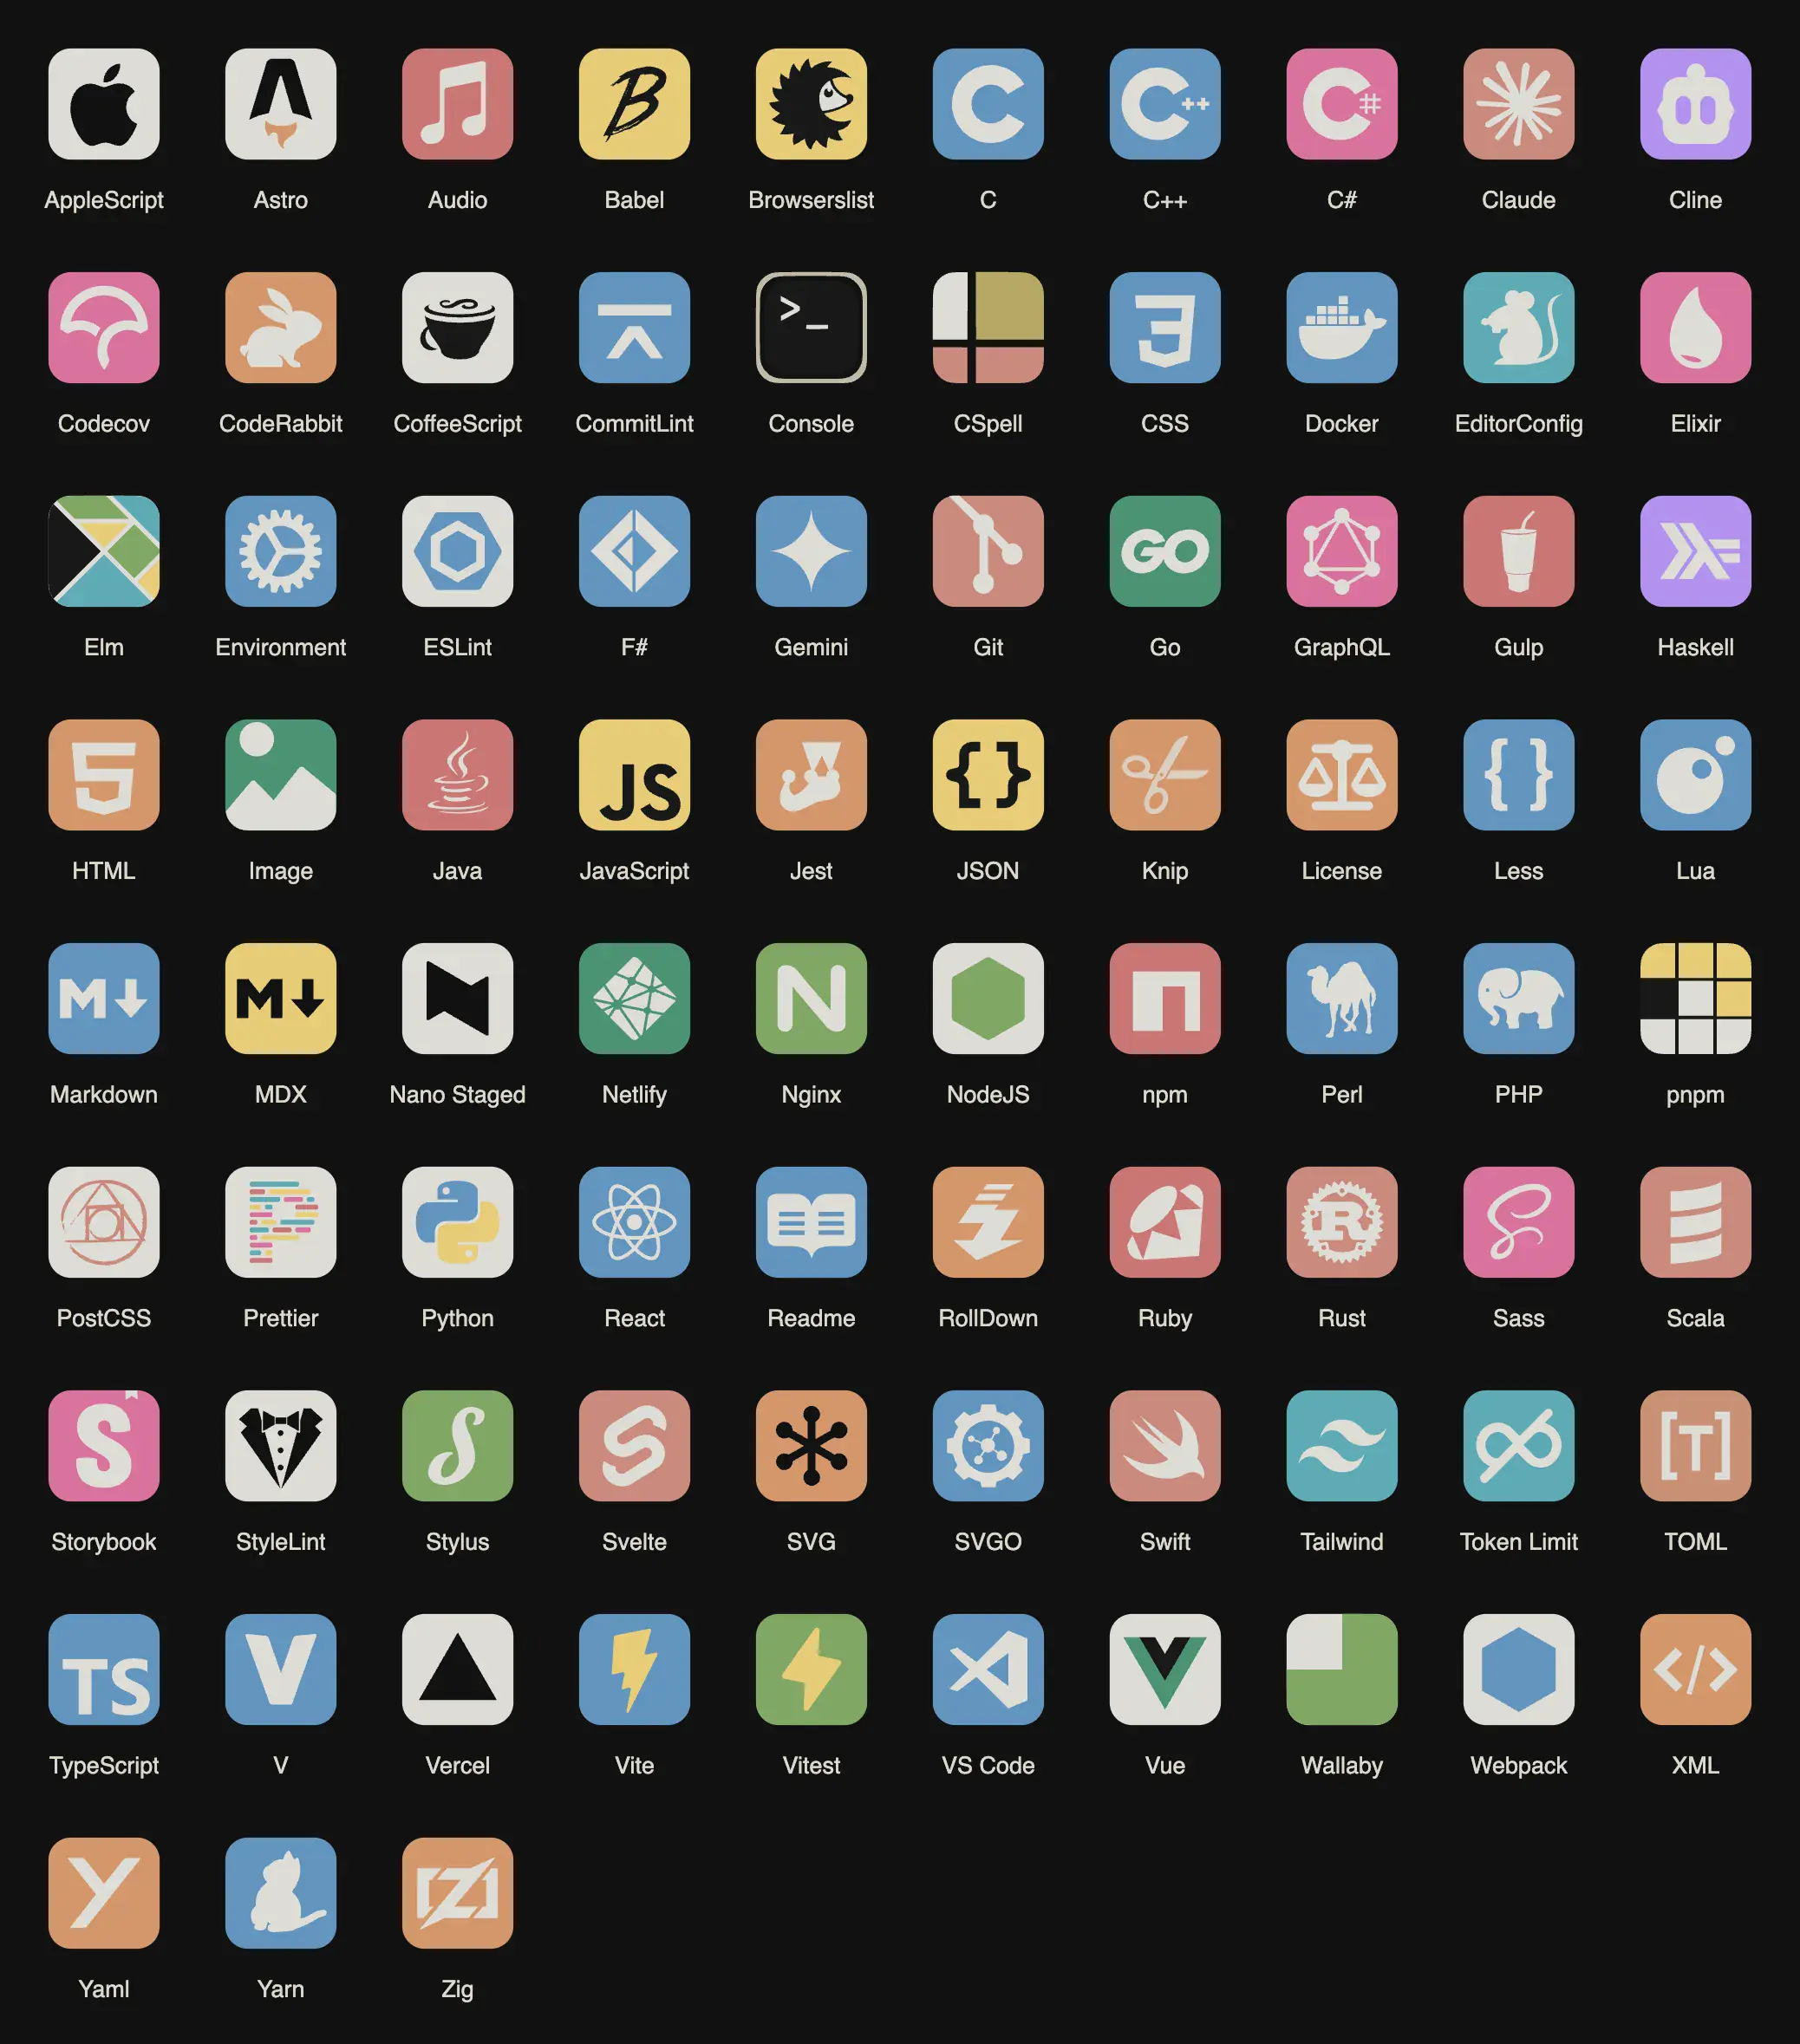 AppleScript Astro Audio Babel Browserslist C C++ C# Claude Cline
Codecov CodeRabbit CoffeeScript CommitLint Console CSpell CSS Docker EditorConfig Elixir
Elm Environment ESLint F# Gemini Git Go GraphQL Gulp Haskell
HTML Image Java JavaScript Jest JSON Knip License Less Lua
Markdown MDX Nano Staged Netlify Nginx NodeJS npm Perl PHP pnpm
PostCSS Prettier Python React Readme RollDown Ruby Rust Sass Scala
Storybook StyleLint Stylus Svelte SVG SVGO Swift Tailwind Token Limit TOML
TypeScript V Vercel Vite Vitest VS Code Vue Wallaby Webpack XML
Yaml Yarn Zig